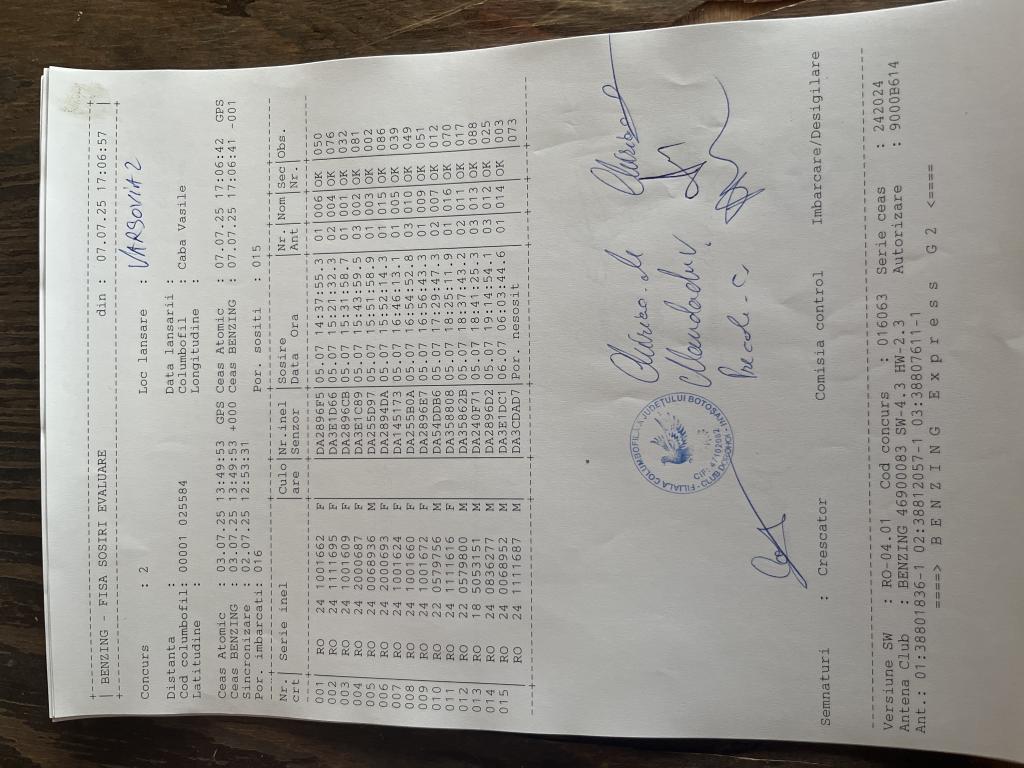 | BENZING - FISA SOSIRI EVALUARE din : 07.07.25 17:06:57 |
Concurs : 2 Loc lansare : VARSOVIA 2
Distanta : Data lansarii :
Cod columbofil: 00001 025584 Columbofil : Caba Vasile
Latitudine : Longitudine :
Ceas Atomic : 03.07.25 13:49:53 GPS Ceas Atomic : 07.07.25 17:06:42 GPS
Ceas BENZING : 03.07.25 13:49:53 +000 Ceas BENZING : 07.07.25 17:06:41 -001
Sincronizare : 02.07.25 12:53:31
Por. imbarcati: 016 Por. sositi : 015
Nr. | Serie inel | Culo | Nr.inel | Sosire | Nr. | Nom | Sec | Obs.
crt | are | Senzor | Data Ora | Ant | Nr.
001 RO 24 1001662 F DA2896F5 05.07 14:37:55.3 01 006 OK 050
002 RO 24 1111695 F DA3E1D66 05.07 15:21:32.3 02 004 OK 076
003 RO 24 1001609 F DA2896CB 05.07 15:31:58.7 01 001 OK 032
004 RO 24 2000687 F DA3E1C89 05.07 15:43:59.5 03 002 OK 081
005 RO 24 0068936 M DA255D97 05.07 15:51:58.9 01 003 OK 002
006 RO 24 2000693 F DA2894DA 05.07 15:52:14.3 01 015 OK 086
007 RO 24 1001624 F DA145173 05.07 16:46:13.1 01 005 OK 039
008 RO 24 1001660 F DA255B0A 05.07 16:54:52.8 03 010 OK 049
009 RO 24 1001672 F DA2896E7 05.07 16:56:43.3 01 009 OK 051
010 RO 22 0579756 M DA54DDB6 05.07 17:29:41.3 02 008 OK 012
011 RO 24 1111616 F DA358808 05.07 18:25:17.9 01 016 OK 070
012 RO 22 0579800 M DA35362B 05.07 18:37:43.2 02 011 OK 017
013 RO 18 5053151 M DA240F71 05.07 18:41:25.3 03 013 OK 088
014 RO 24 0836277 M DA2896D2 05.07 19:14:54.1 03 012 OK 025
015 RO 24 0068952 M DA3E1DC1 06.07 06:03:44.6 01 014 OK 003
RO 24 1111687 M DA3CDAD7 Por. nesosit 073
FILIALA COLUMBOFILA JUDETULUI BOTOSANI
Semnaturi : Crescator Comisia control Imbarcare/Desigilare
Versiune SW : RO-04.01 Cod concurs : 016063 Serie ceas : 242024
Antena Club : BENZING 46900083 SW-4.3 HW-2.3 Autorizare : 9000B614
Ant.: 01:38801836-1 02:38812057-1 03:38807611-1
====> B E N Z I N G E x p r e s s G 2 <====